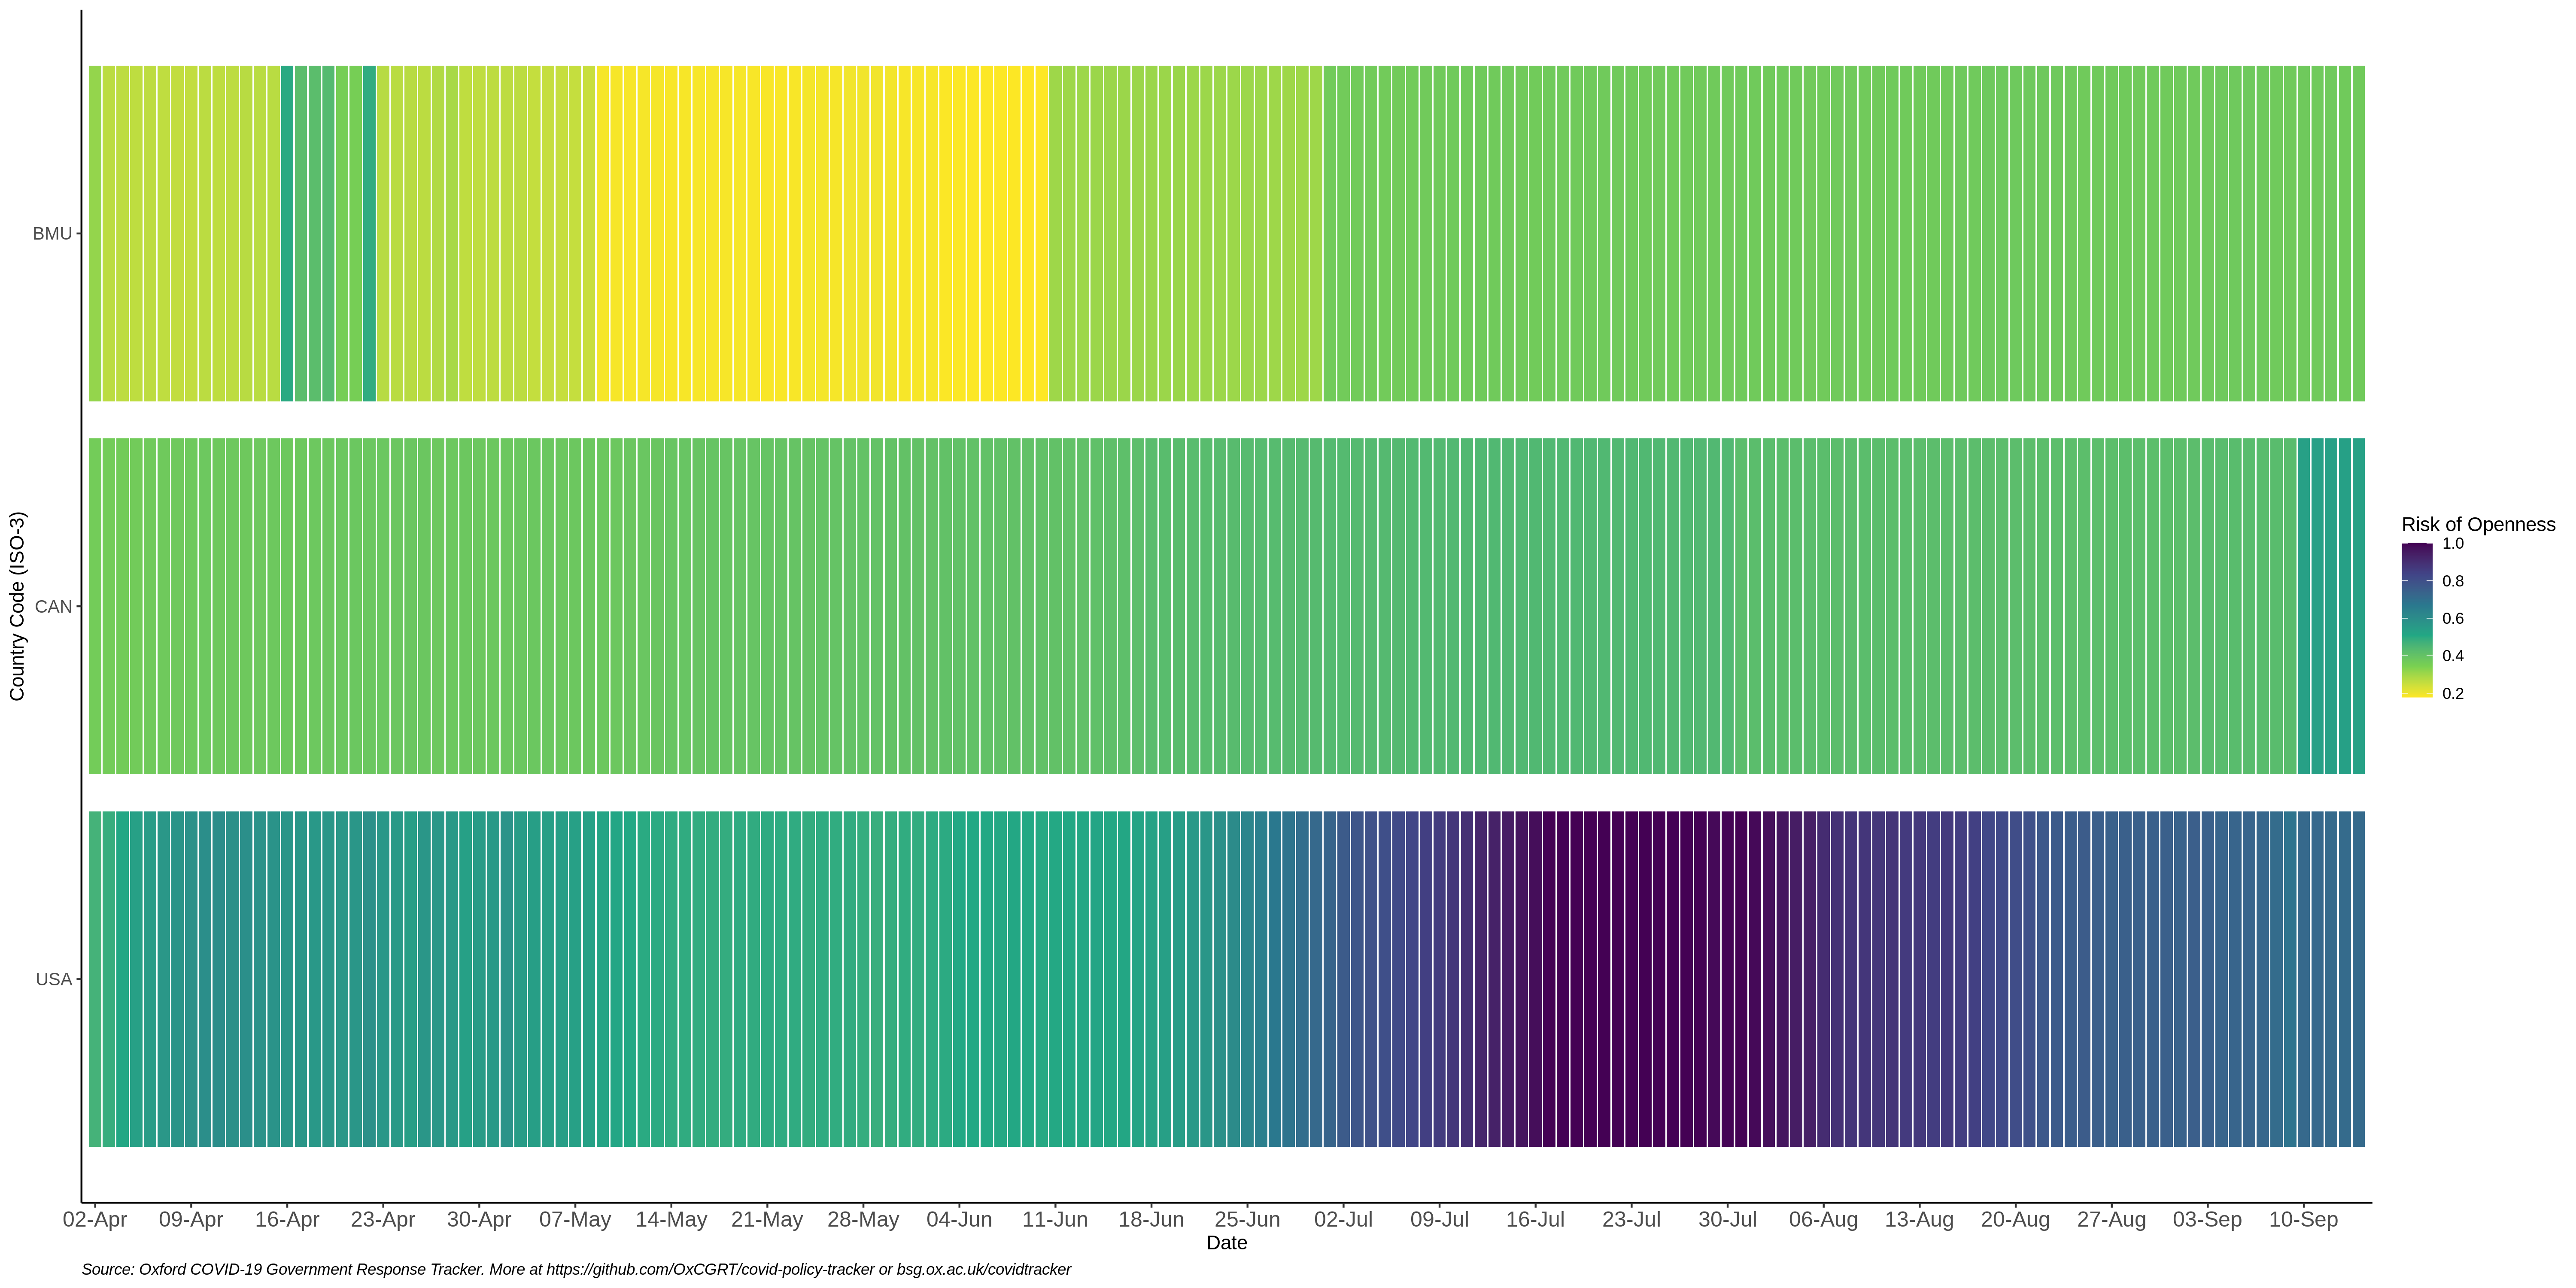 BMU
CAN
USA
Country Code (ISO-3)
Risk of Openness
1.0
0.8
0.6
0.4
0.2
02-Apr 09-Apr 16-Apr 23-Apr 30-Apr 07-May 14-May 21-May 28-May 04-Jun 11-Jun 18-Jun 25-Jun 02-Jul 09-Jul 16-Jul 23-Jul 30-Jul 06-Aug 13-Aug 20-Aug 27-Aug 03-Sep 10-Sep
Date
Source: Oxford COVID-19 Government Response Tracker. More at https://github.com/OxCGRT/covid-policy-tracker or bsg.ox.ac.uk/covidtracker